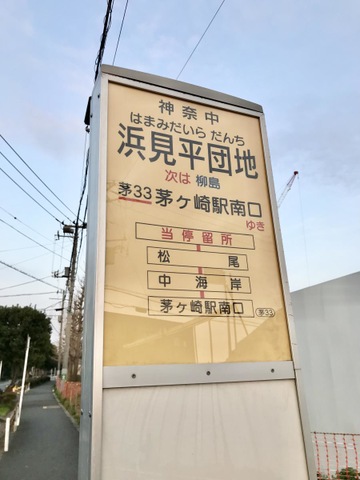 神奈中
はまみだいら だんち
浜見平団地
次は 柳島
茅33 茅ヶ崎駅南口
ゆき
当停留所
松尾
中海岸
茅ヶ崎駅南口
茅33